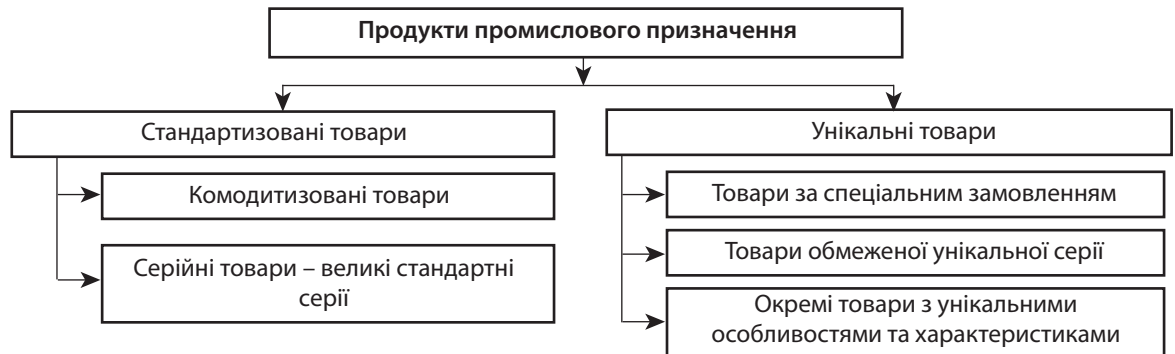 Продукти промислового призначення
Стандартизовані товари
Комодитизовані товари
Серійні товари – великі стандартні
серії
Унікальні товари
Товари за спеціальним замовленням
Товари обмеженої унікальної серії
Окремі товари з унікальними
особливостями та характеристиками